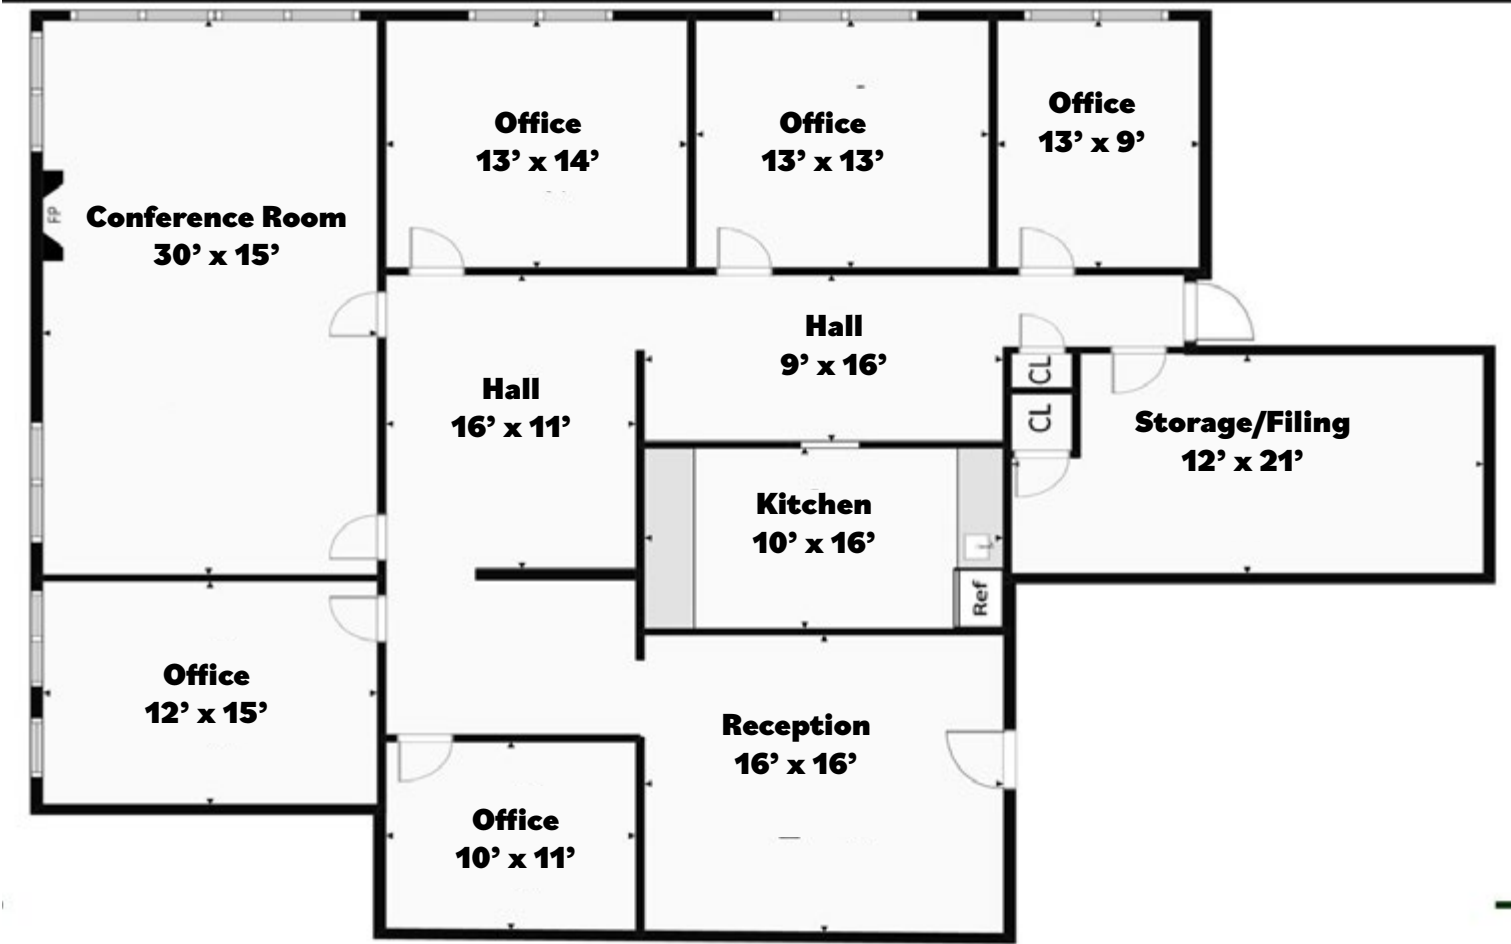 Office
13’ x 14’
Office
13’ x 13’
Office
13’ x 9’
FP
Conference Room
30’ x 15’
Hall
9’ x 16’
Hall
16’ x 11’
CL
CL
Storage/Filing
12’ x 21’
Kitchen
10’ x 16’
Ref
Office
12’ x 15’
Reception
16’ x 16’
Office
10’ x 11’